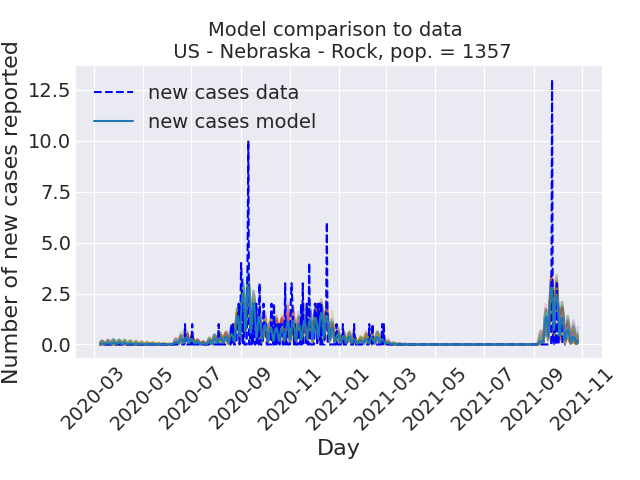 Model comparison to data
US - Nebraska - Rock, pop. = 1357
Number of new cases reported
12.5
10.0
7.5
5.0
2.5
0.0
new cases data
new cases model
2020-03
2020-05
2020-07
2020-09
2020-11
2021-01
2021-03
2021-05
2021-07
2021-09
2021-11
Day